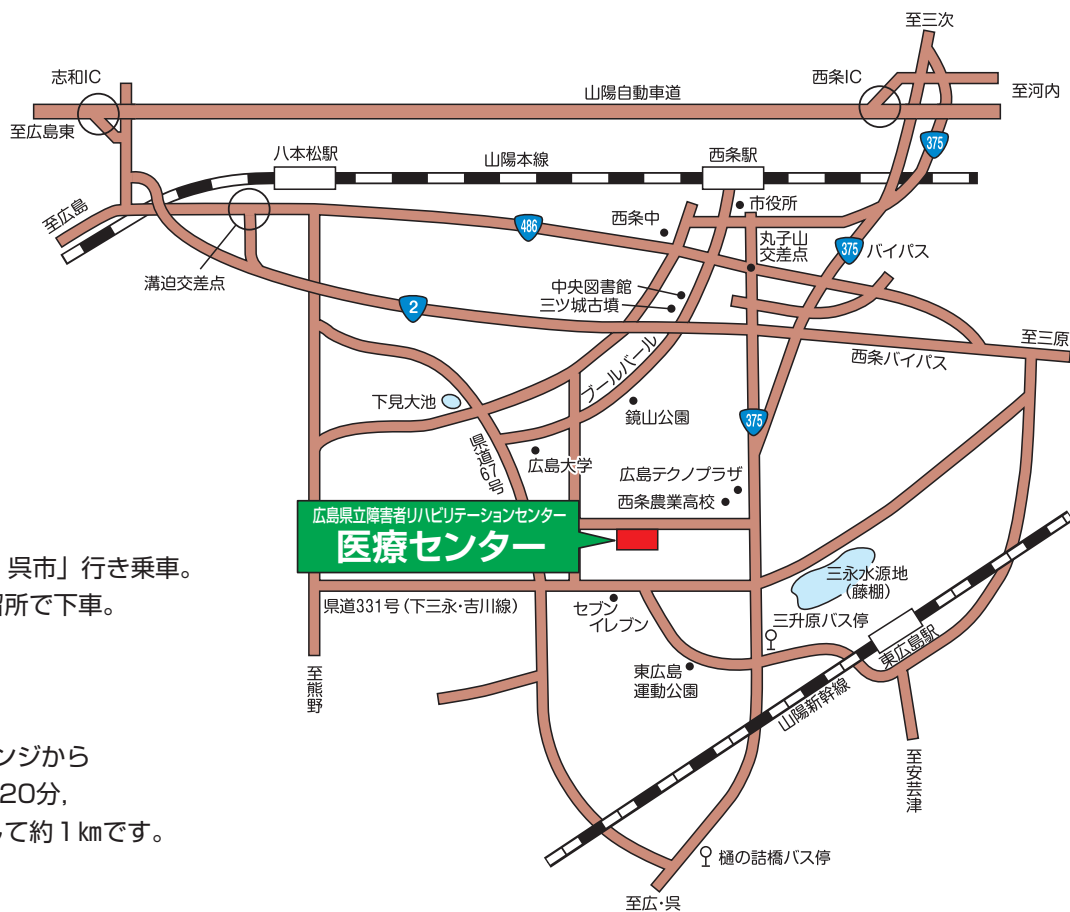 至三次
志和IC
西条IC
山陽自動車道
至河内
至広島東
375
八本松駅
山陽本線
西条駅
市役所
至広島
西条中
486
丸子山
交差点
375
バイパス
溝迫交差点
中央図書館
三ツ城古墳
2
至三原
西条バイパス
ブールバール
下見大池
鏡山公園
375
県道67号
広島大学
広島テクノプラザ
西条農業高校
広島県立障害者リハビリテーションセンター
医療センター
呉市」行き乗車。
留所で下車。
三永水源地
(藤棚)
県道331号(下三永・吉川線)
セブン
イレブン
三升原バス停
東広島駅
東広島
運動公園
至熊野
山陽新幹線
至安芸津
ンジから
20分,
して約1㎞です。
樋の詰橋バス停
至広・呉